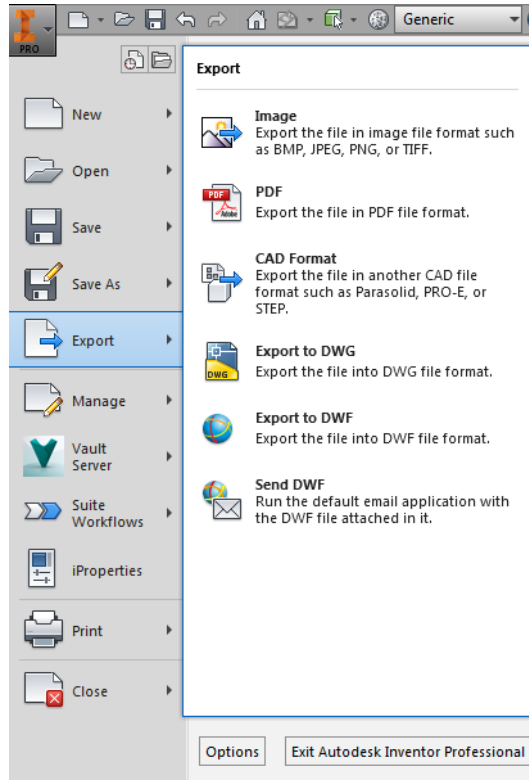 PRO
Generic
Export
New
Open
Save
Save As
Export
Manage
Vault
Server
Suite
Workflows
iProperties
Print
Close
Image
Export the file in image file format such
as BMP, JPEG, PNG, or TIFF.
PDF
PDF
Adobe
Export the file in PDF file format.
CAD Format
Export the file in another CAD file
format such as Parasolid, PRO-E, or
STEP.
Export to DWG
DWG
Export the file into DWG file format.
Export to DWF
Export the file into DWF file format.
Send DWF
Run the default email application with
the DWF file attached in it.
Options
Exit Autodesk Inventor Professional